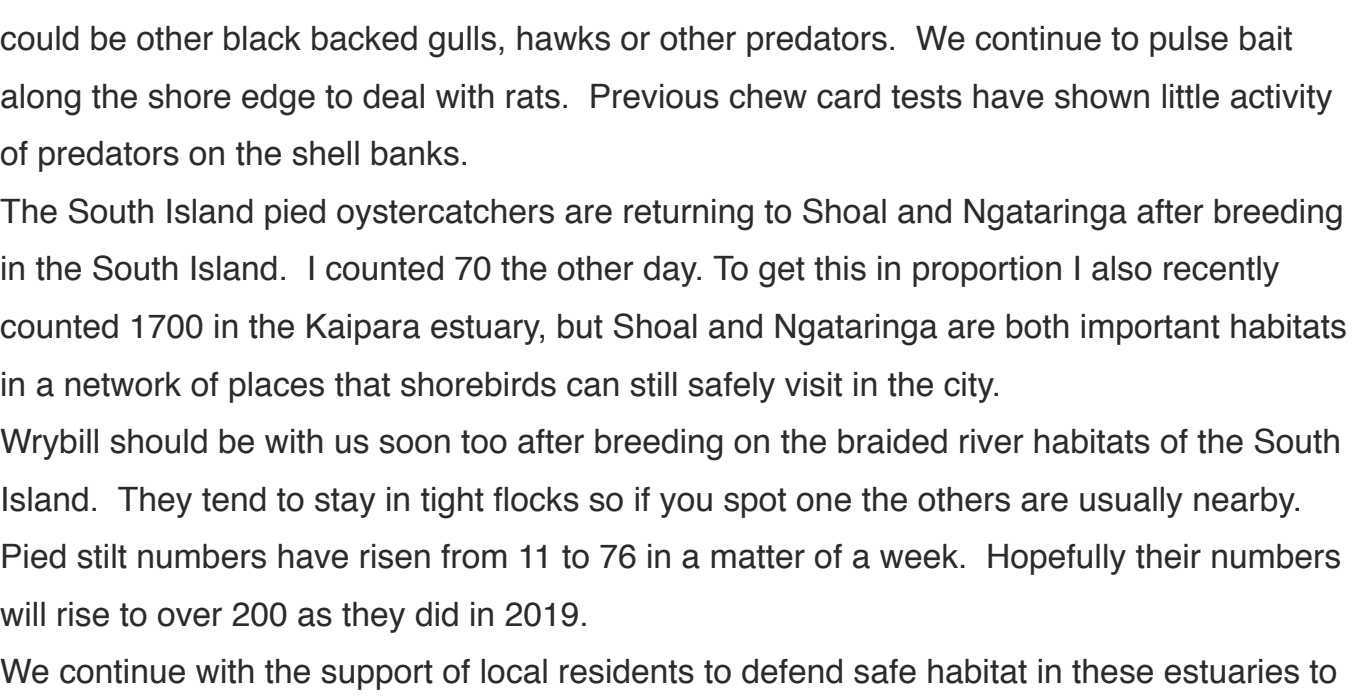 could be other black backed gulls, hawks or other predators.  We continue to pulse bait
along the shore edge to deal with rats.  Previous chew card tests have shown little activity
of predators on the shell banks.
The South Island pied oystercatchers are returning to Shoal and Ngataringa after breeding
in the South Island.  I counted 70 the other day. To get this in proportion I also recently
counted 1700 in the Kaipara estuary, but Shoal and Ngataringa are both important habitats
in a network of places that shorebirds can still safely visit in the city.
Wrybill should be with us soon too after breeding on the braided river habitats of the South
Island.  They tend to stay in tight flocks so if you spot one the others are usually nearby.
Pied stilt numbers have risen from 11 to 76 in a matter of a week.  Hopefully their numbers
will rise to over 200 as they did in 2019.
We continue with the support of local residents to defend safe habitat in these estuaries to